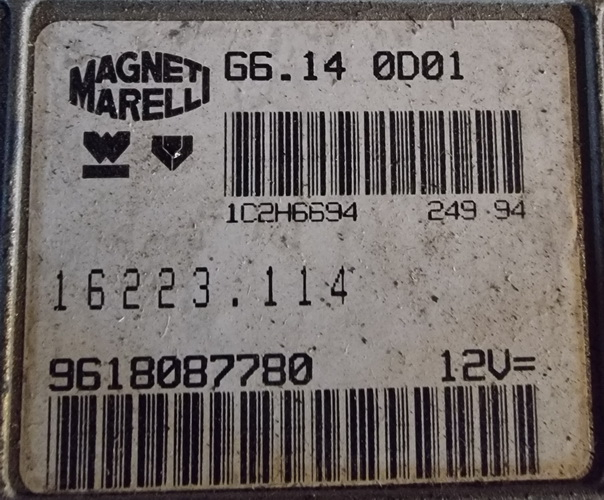 MAGNETI
MARELLI
G6.14 0D01
1C2H6694 249 94
16223.114
9618087780 12V=